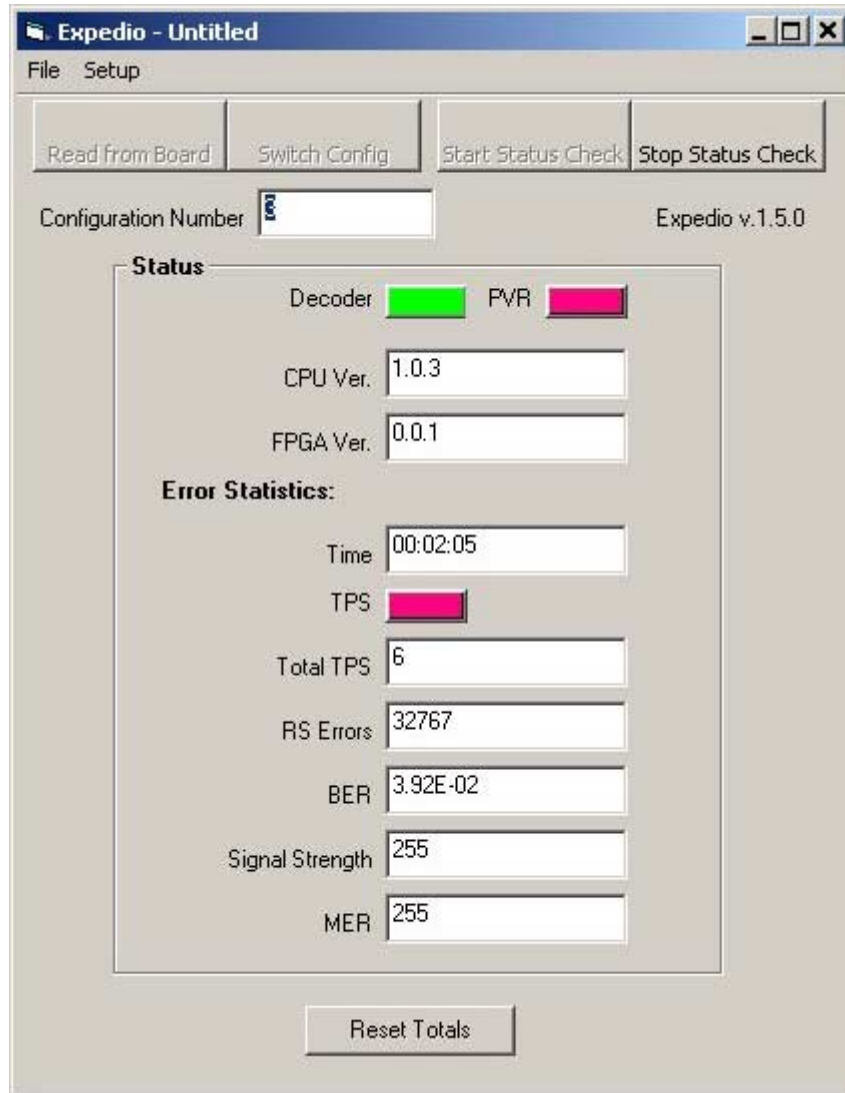 Expedio - Untitled
File Setup
Read from Board Switch Config Start Status Check Stop Status Check
Configuration Number
Expedio v.1.5.0
Status
Decoder PVR
CPU Ver. 1.0.3
FPGA Ver. 0.0.1
Error Statistics:
Time 00:02:05
TPS
Total TPS 6
RS Errors 32767
BER 3.92E-02
Signal Strength 255
MER 255
Reset Totals